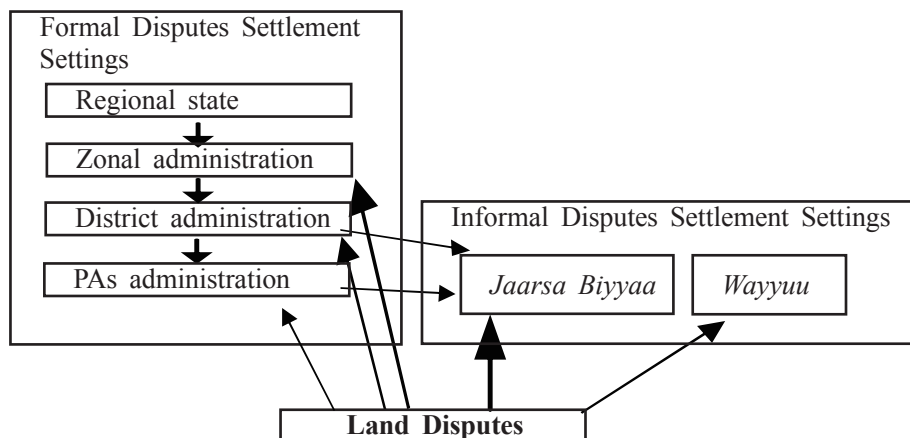 Formal Disputes Settlement
Settings
Regional state
Zonal administration
District administration
PAs administration
Informal Disputes Settlement Settings
Jaarsa Biyyaa
Wayyuu
Land Disputes